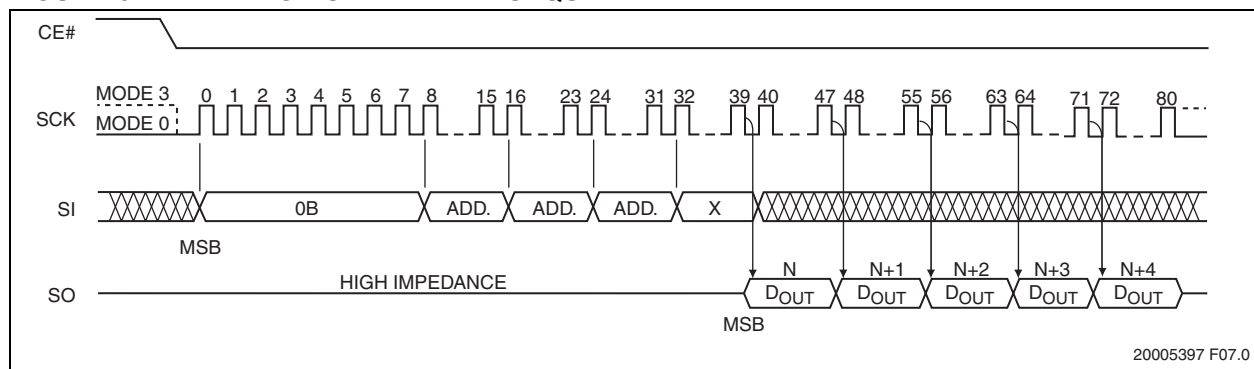 CE#
MODE 3 0 1 2 3 4 5 6 7 8 15 16 23 24 31 32 39 40 47 48 55 56 63 64 71 72 80
SCK MODE 0
SI 0B ADD. ADD. ADD. X
MSB
HIGH IMPEDANCE N N+1 N+2 N+3 N+4
SO DOUT DOUT DOUT DOUT DOUT
MSB
20005397 F07.0